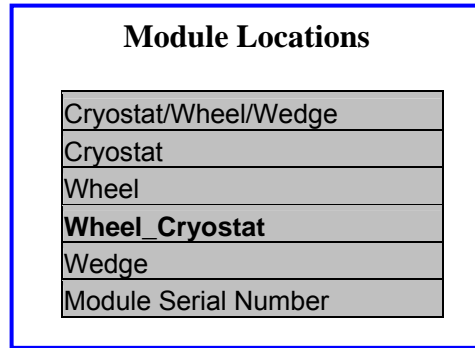 Module Locations
Cryostat/Wheel/Wedge
Cryostat
Wheel
Wheel_Cryostat
Wedge
Module Serial Number